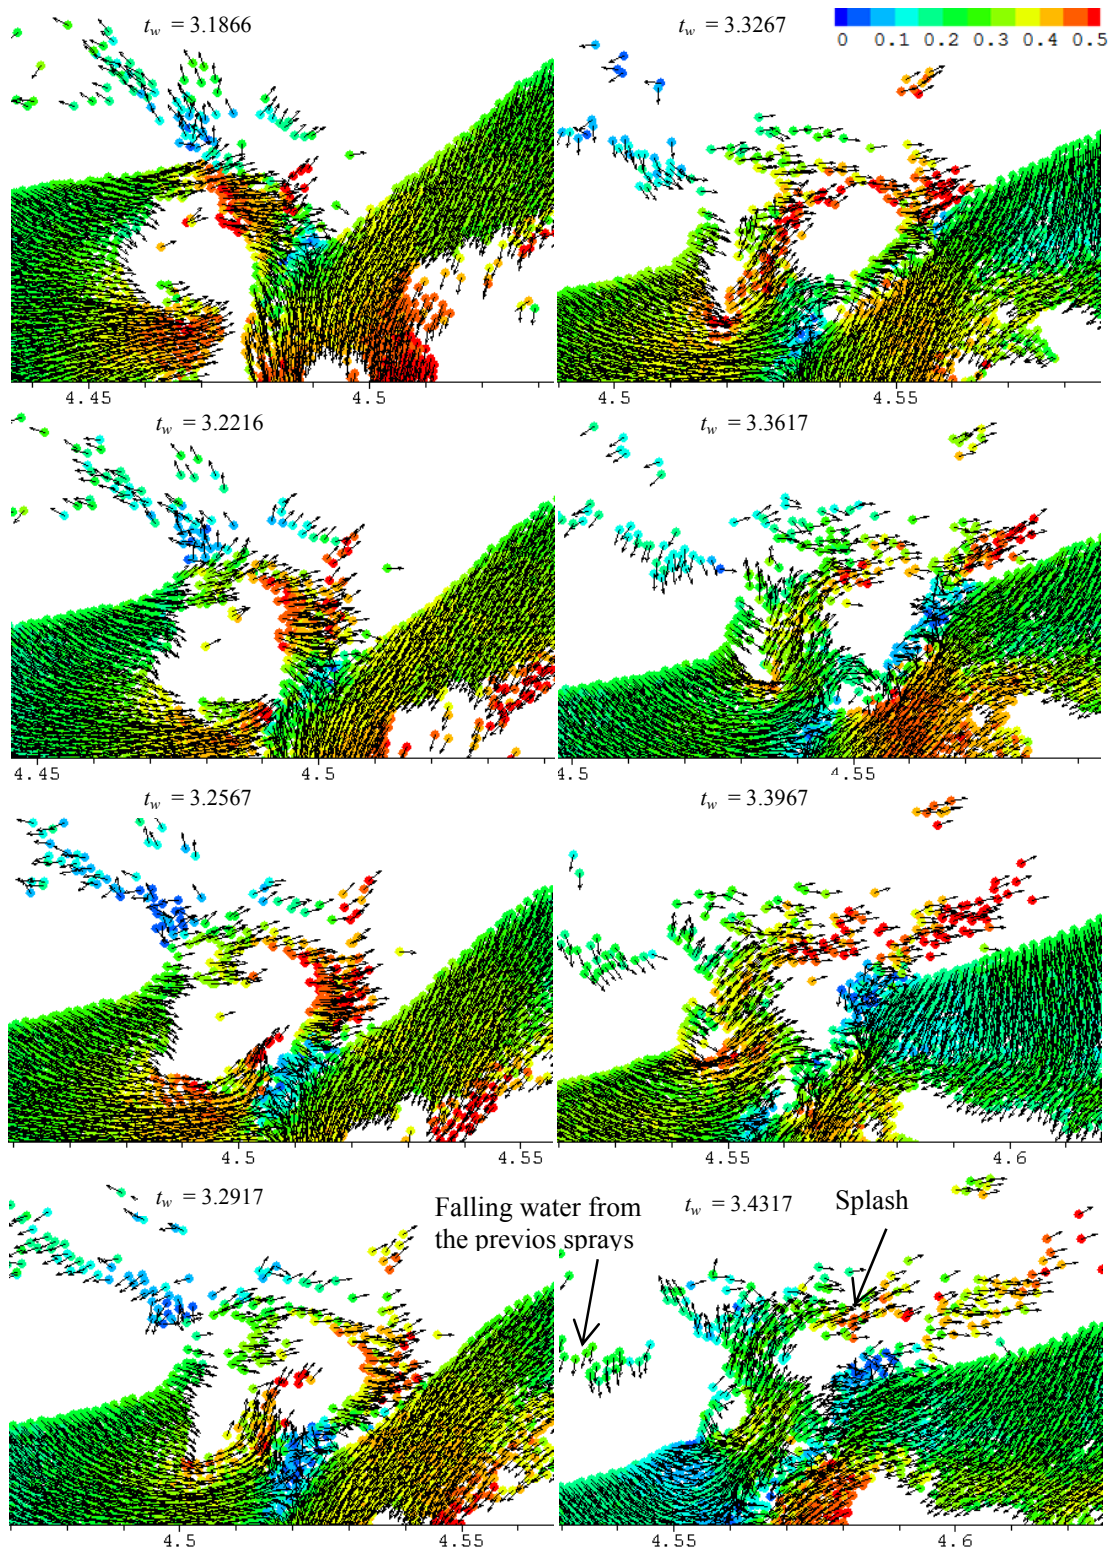 t_w = 3.1866
t_w = 3.3267
0 0.1 0.2 0.3 0.4 0.5
4.45 4.5
4.5 4.55
t_w = 3.2216
t_w = 3.3617
4.45 4.5
4.5 4.55
t_w = 3.2567
t_w = 3.3967
4.5 4.55
4.55 4.6
t_w = 3.2917
Falling water from
the previos sprays
t_w = 3.4317
Splash
4.5 4.55
4.55 4.6